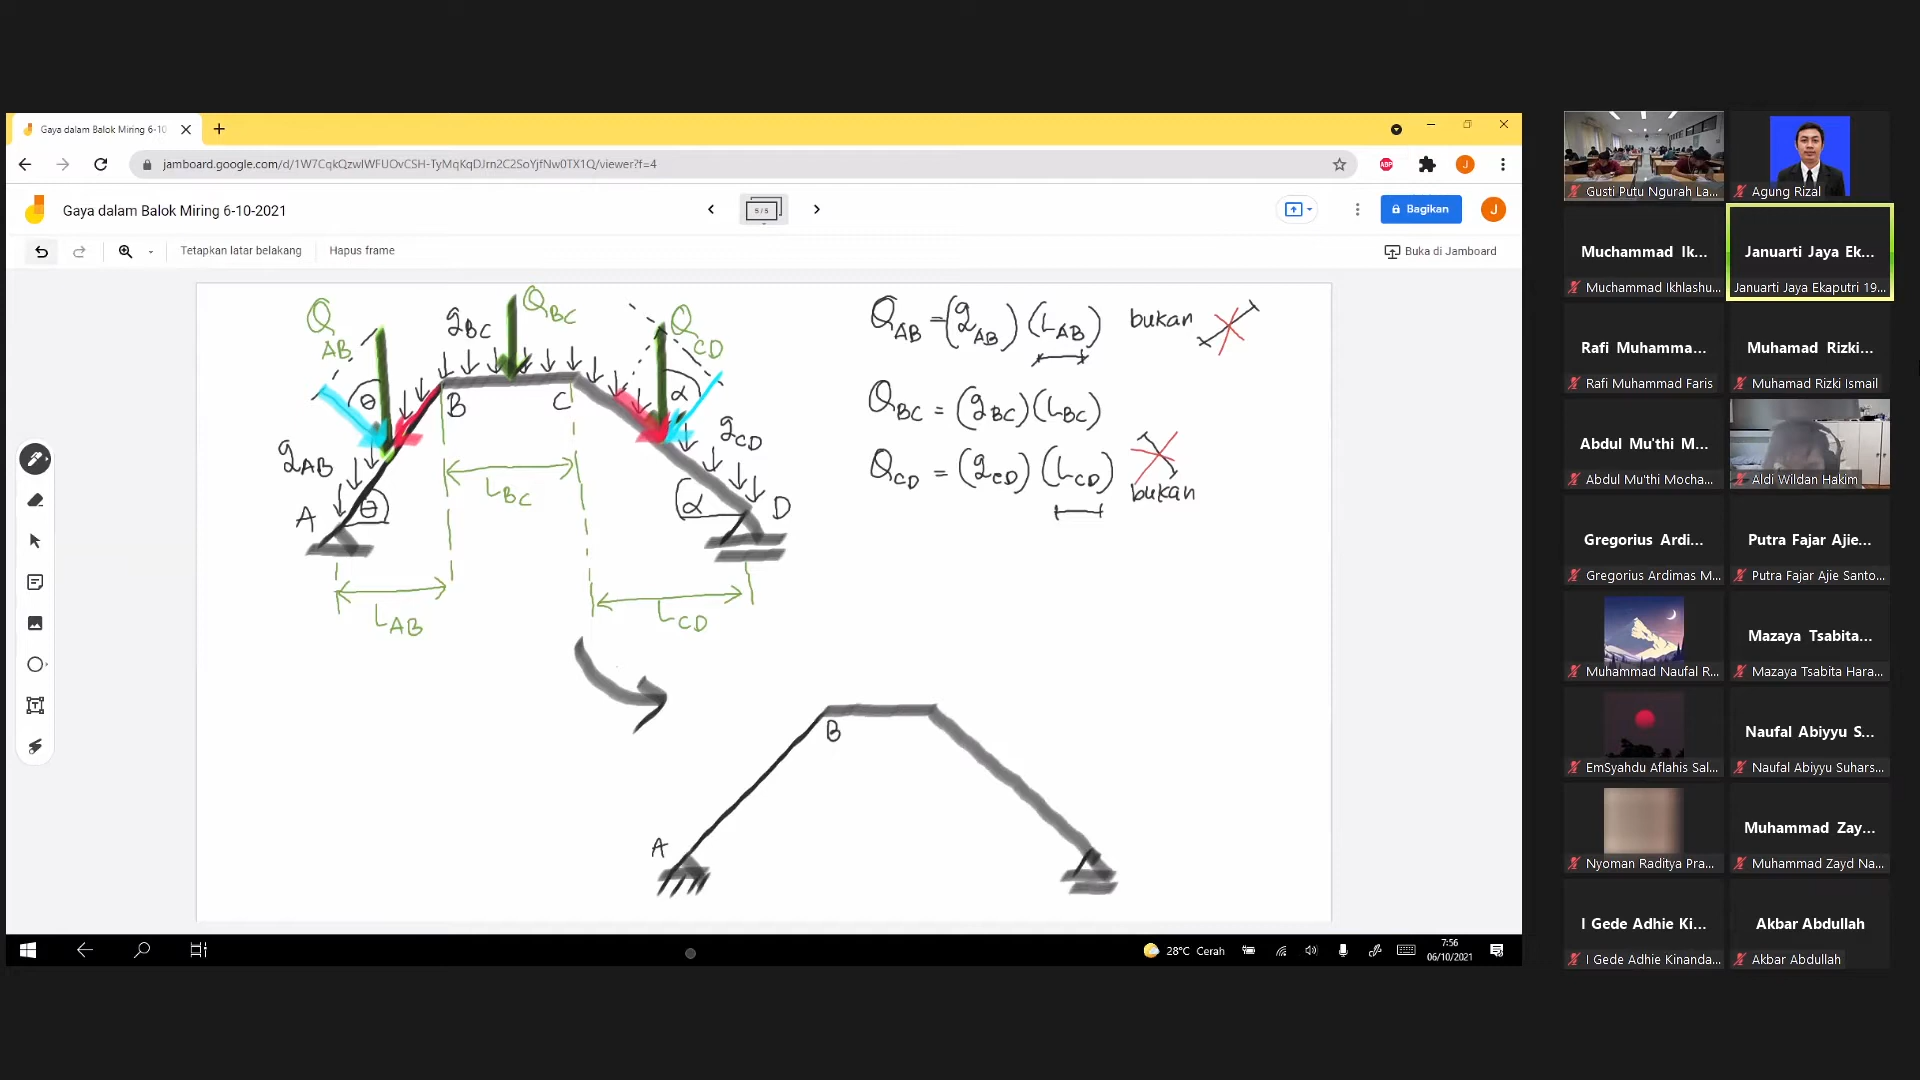 Gaya dalam Balok Miring 6-10
jamboard.google.com/d/1W7CqkQzwIWFUOvCSH-TyMqKqDJrn2C2SoYjfNw0TX1Q/viewer?f=4
ABP
J
Gaya dalam Balok Miring 6-10-2021
5/5
Bagikan
J
Tetapkan latar belakang
Hapus frame
Buka di Jamboard
Q AB
q BC
Q BC
Q CD
θ
B
C
α
q AB
q CD
L BC
A
θ
α
D
L AB
L CD
Q AB = (q AB) (L AB) bukan
Q BC = (q BC)(L BC)
Q CD = (q CD) (L CD)
bukan
B
A
28°C Cerah
7:56
06/10/2021
Gusti Putu Ngurah La...
Agung Rizal
Muchammad Ik...
Muchammad Ikhlashu...
Januarti Jaya Ek...
Januarti Jaya Ekaputri 19...
Rafi Muhamma...
Rafi Muhammad Faris
Muhamad Rizki...
Muhamad Rizki Ismail
Abdul Mu'thi M...
Abdul Mu'thi Mocha...
Aldi Wildan Hakim
Gregorius Ardi...
Gregorius Ardimas M...
Putra Fajar Ajie...
Putra Fajar Ajie Santo...
Muhammad Naufal R...
Mazaya Tsabita...
Mazaya Tsabita Hara...
EmSyahdu Aflahis Sal...
Naufal Abiyyu S...
Naufal Abiyyu Suhars...
Nyoman Raditya Pra...
Muhammad Zay...
Muhammad Zayd Na...
I Gede Adhie Ki...
I Gede Adhie Kinanda...
Akbar Abdullah
Akbar Abdullah